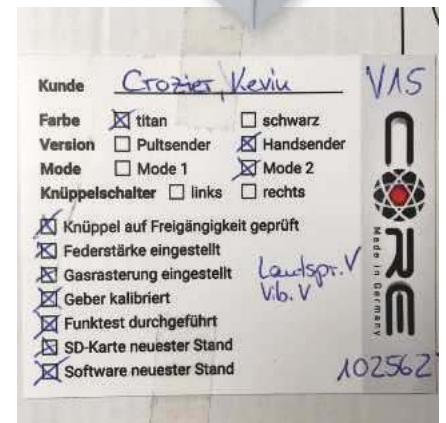 Kunde Crozier, Kevin
V15
Farbe titan schwarz
Version Pultsender Handsender
Mode Mode 1 Mode 2
Knüppelschalter links rechts
Knüppel auf Freigängigkeit geprüft
Federstärke eingestellt
Gasrasterung eingestellt
Geber kalibriert
Funktest durchgeführt
SD-Karte neuester Stand
Software neuester Stand
Lautspr. V
Vib. V
CORE
Made in Germany
102562